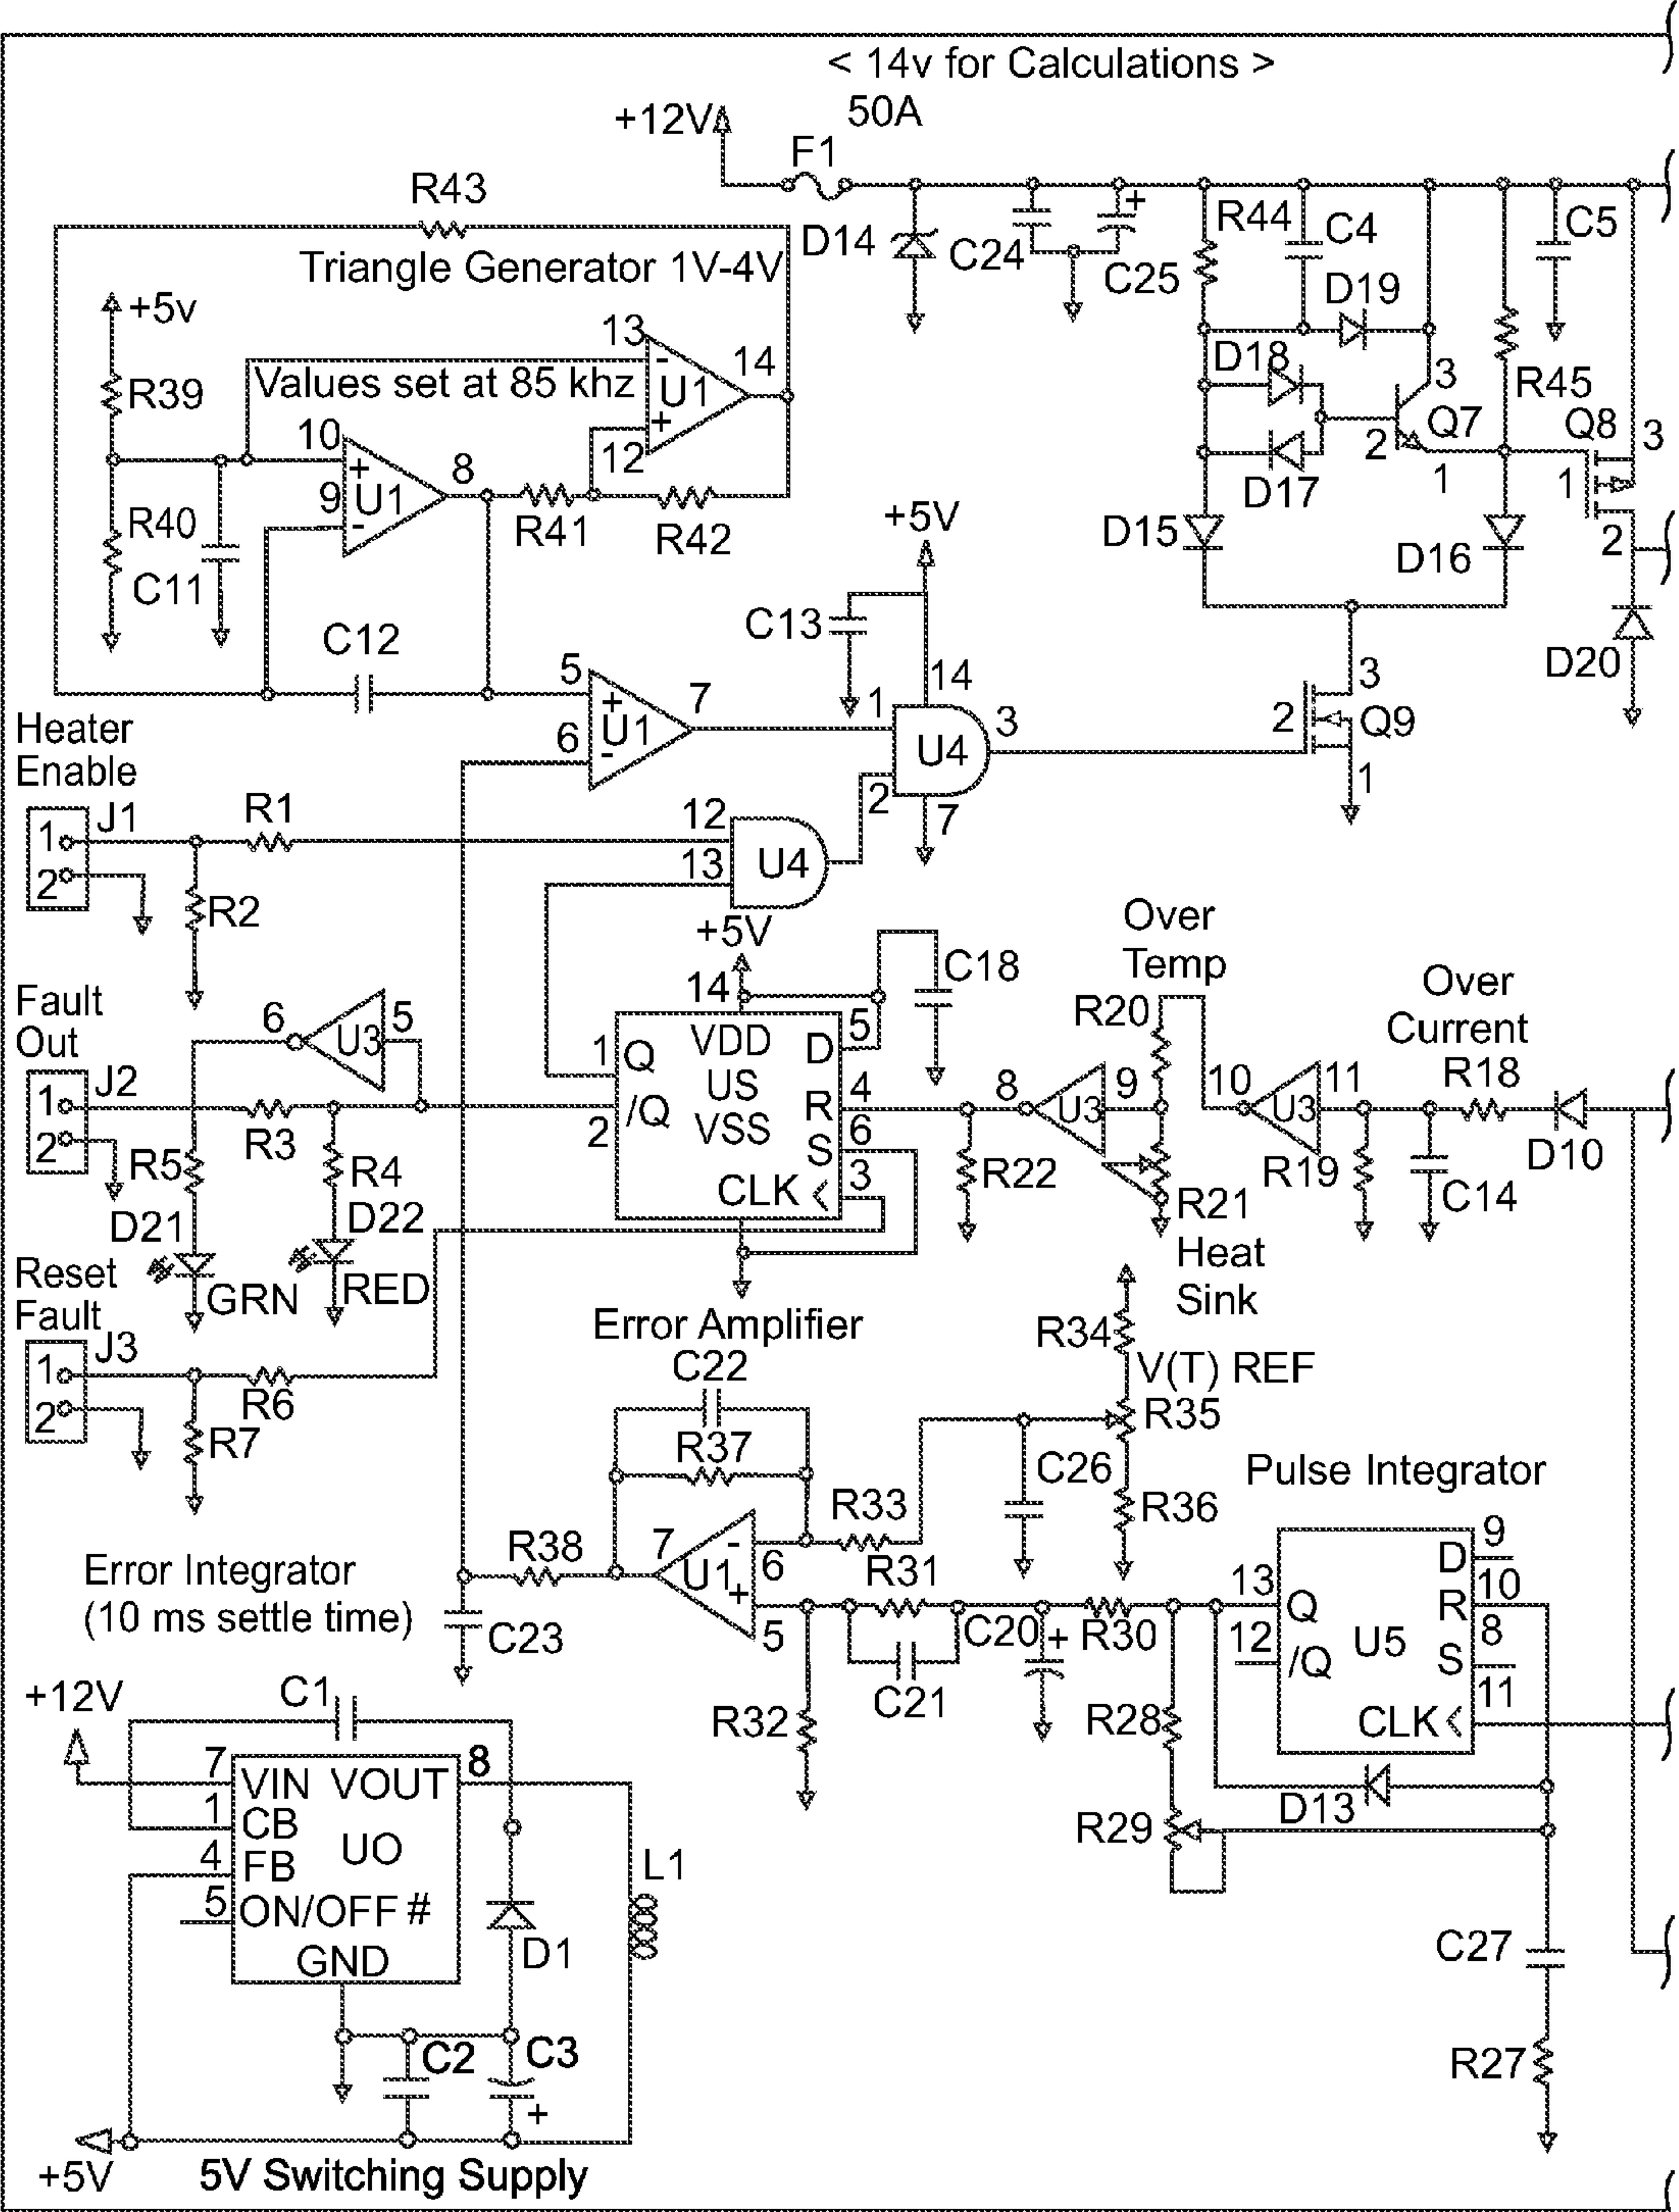 < 14v for Calculations >
50A
+12V
F1
R43
D14
C24
C25
R44
C4
C5
Triangle Generator 1V-4V
D19
+5v
13
14
D18
3
R39
Values set at 85 khz
- U1 +
R45
10
12
Q7
Q8
3
8
2
1
1
9
+ U1 -
D17
R40
R41
R42
+5V
D15
D16
2
C11
C12
C13
D20
5
7
14
3
Heater
Enable
6
+ U1 -
1
U4
3
2
Q9
J1
R1
2
7
1
1
12
2
13
U4
R2
+5V
Over
Temp
C18
14
Over
Current
Fault
Out
6
U3
5
VDD
D
5
R20
R18
1
Q
8
9
10
11
J2
US
R
4
U3
U3
1
/Q
VSS
6
2
R3
2
S
R22
D10
R5
R4
3
R19
C14
CLK <
R21
D21
D22
Heat
Sink
Reset
Fault
GRN
RED
Error Amplifier
R34
J3
C22
V(T) REF
1
R35
2
R6
R7
R37
C26
Pulse Integrator
R33
R36
9
R38
7
-
D
Error Integrator
U1
6
R31
10
(10 ms settle time)
+
13
Q
R
5
C20
+
R30
12
U5
8
C23
/Q
S
+12V
C1
C21
11
R32
R28
CLK <
7
VIN VOUT
8
1
CB
D13
UO
R29
4
FB
L1
5
ON/OFF #
D1
C27
GND
C2
C3
R27
+
+5V
5V Switching Supply